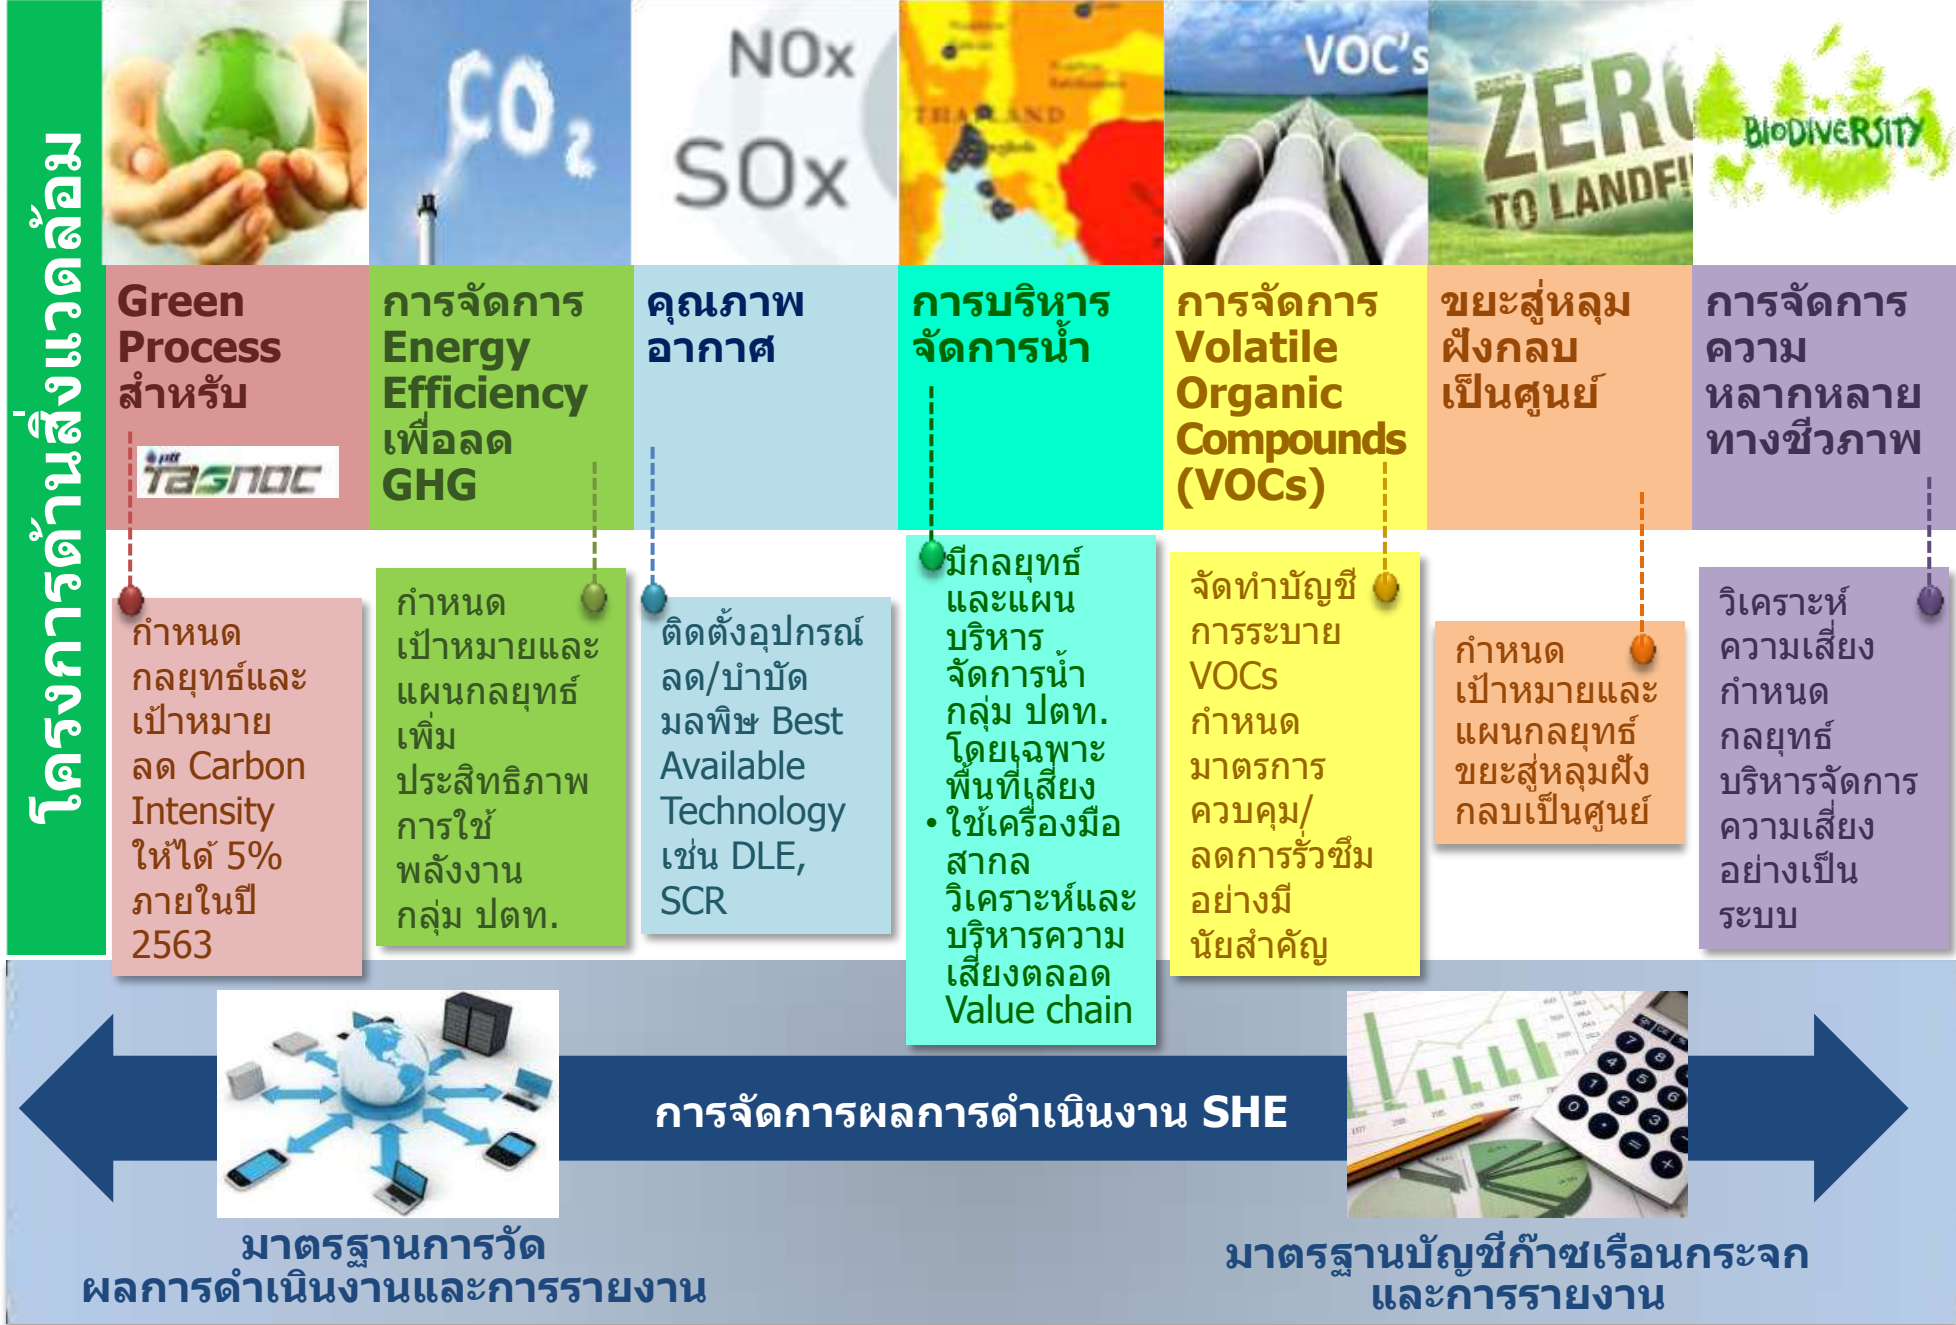 โครงการด้านสิ่งแวดล้อม
CO₂
NOx
SOx
THAILAND
VOC's
ZERO
TO LANDFILL
BIODIVERSITY
Green
Process
สำหรับ
ptt
TAGNOC
การจัดการ
Energy
Efficiency
เพื่อลด
GHG
คุณภาพ
อากาศ
การบริหาร
จัดการน้ำ
การจัดการ
Volatile
Organic
Compounds
(VOCs)
ขยะสู่หลุม
ฝังกลบ
เป็นศูนย์
การจัดการ
ความ
หลากหลาย
ทางชีวภาพ
กำหนด
กลยุทธ์และ
เป้าหมาย
ลด Carbon
Intensity
ให้ได้ 5%
ภายในปี
2563
กำหนด
เป้าหมายและ
แผนกลยุทธ์
เพิ่ม
ประสิทธิภาพ
การใช้
พลังงาน
กลุ่ม ปตท.
ติดตั้งอุปกรณ์
ลด/บำบัด
มลพิษ Best
Available
Technology
เช่น DLE,
SCR
มีกลยุทธ์
และแผน
บริหาร
จัดการน้ำ
กลุ่ม ปตท.
โดยเฉพาะ
พื้นที่เสี่ยง
• ใช้เครื่องมือ
สากล
วิเคราะห์และ
บริหารความ
เสี่ยงตลอด
Value chain
จัดทำบัญชี
การระบาย
VOCs
กำหนด
มาตรการ
ควบคุม/
ลดการรั่วซึม
อย่างมี
นัยสำคัญ
กำหนด
เป้าหมายและ
แผนกลยุทธ์
ขยะสู่หลุมฝัง
กลบเป็นศูนย์
วิเคราะห์
ความเสี่ยง
กำหนด
กลยุทธ์
บริหารจัดการ
ความเสี่ยง
อย่างเป็น
ระบบ
การจัดการผลการดำเนินงาน SHE
มาตรฐานการวัด
ผลการดำเนินงานและการรายงาน
มาตรฐานบัญชีก๊าซเรือนกระจก
และการรายงาน